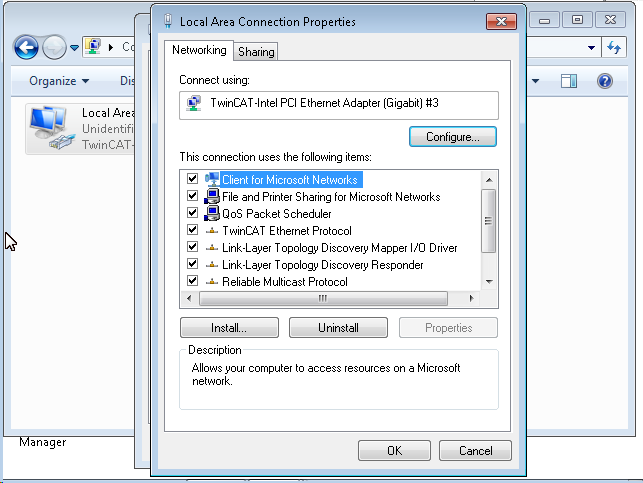 Local Area Connection Properties
Networking
Sharing
Organize
Local Area
Unidentif
TwinCAT-
Connect using:
TwinCAT-Intel PCI Ethernet Adapter (Gigabit) #3
Configure...
This connection uses the following items:
Client for Microsoft Networks
File and Printer Sharing for Microsoft Networks
QoS Packet Scheduler
TwinCAT Ethernet Protocol
Link-Layer Topology Discovery Mapper I/O Driver
Link-Layer Topology Discovery Responder
Reliable Multicast Protocol
Install...
Uninstall
Properties
Description
Allows your computer to access resources on a Microsoft
network.
Manager
OK
Cancel